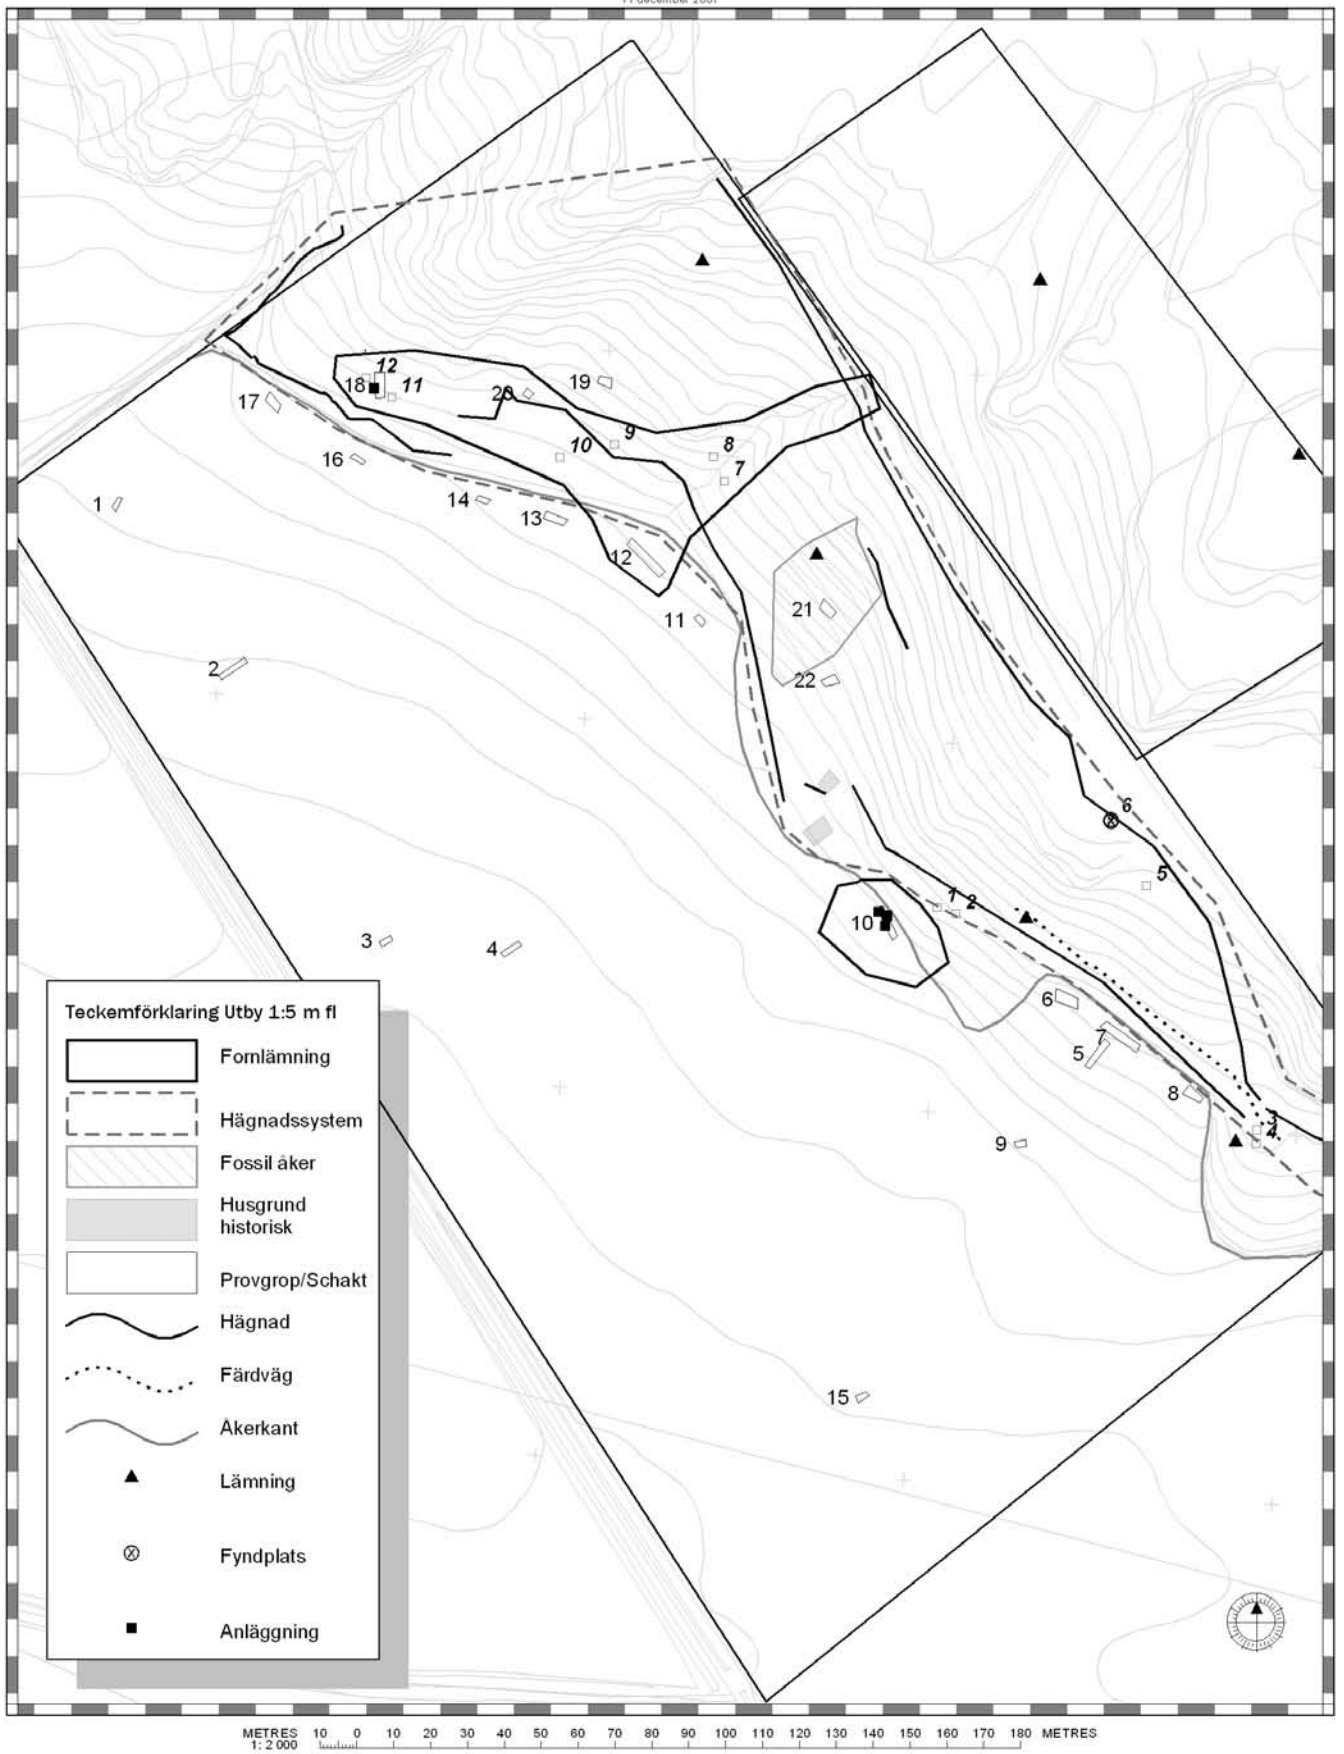 11 december 2007
12
18
11
19
20
17
9
10
8
16
7
1
14
13
12
11
21
2
22
6
5
1
2
10
3
4
6
7
5
8
3
4
9
15
Teckemförklaring Utby 1:5 m fl
Fornlämning
Hägnadssystem
Fossil åker
Husgrund
historisk
Provgrop/Schakt
Hägnad
Färdväg
Åkerkant
Lämning
Fyndplats
Anläggning
METRES 10 0 10 20 30 40 50 60 70 80 90 100 110 120 130 140 150 160 170 180 METRES
1: 2 000